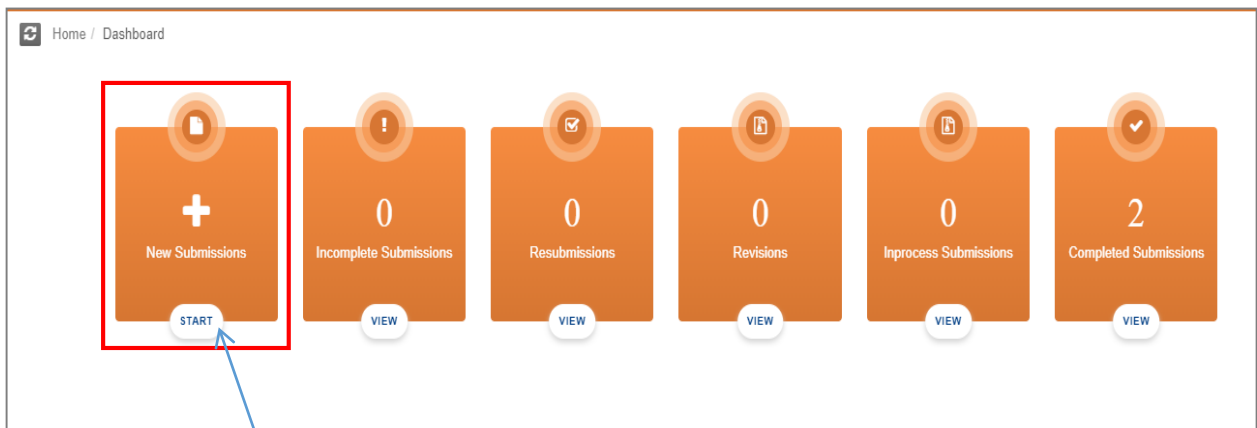 Home / Dashboard
New Submissions
START
0
Incomplete Submissions
VIEW
0
Resubmissions
VIEW
0
Revisions
VIEW
0
Inprocess Submissions
VIEW
2
Completed Submissions
VIEW